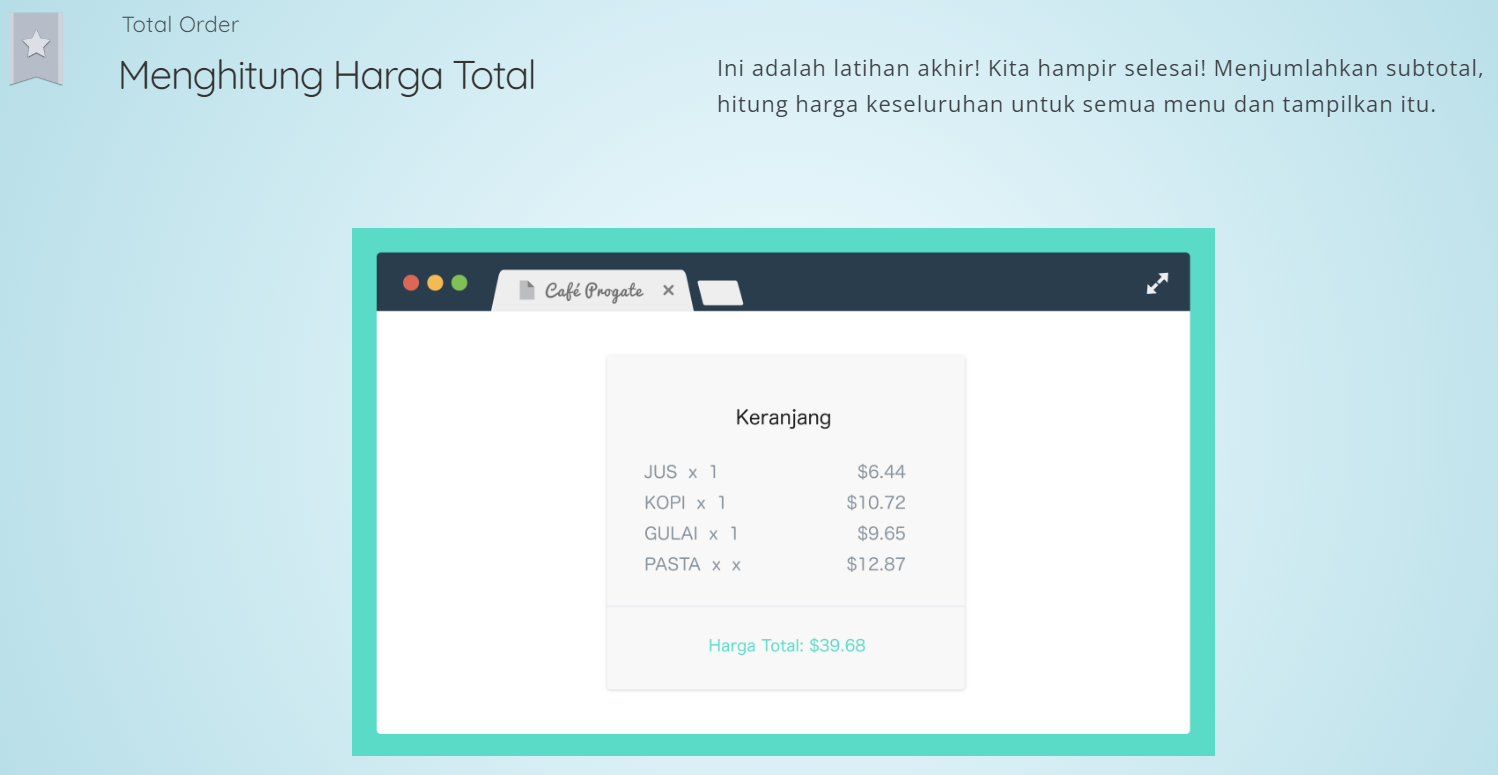 Total Order
Menghitung Harga Total
Ini adalah latihan akhir! Kita hampir selesai! Menjumlahkan subtotal,
hitung harga keseluruhan untuk semua menu dan tampilkan itu.
Café Progate
Keranjang
JUS x 1 $6.44
KOPI x 1 $10.72
GULAI x 1 $9.65
PASTA x x $12.87
Harga Total: $39.68